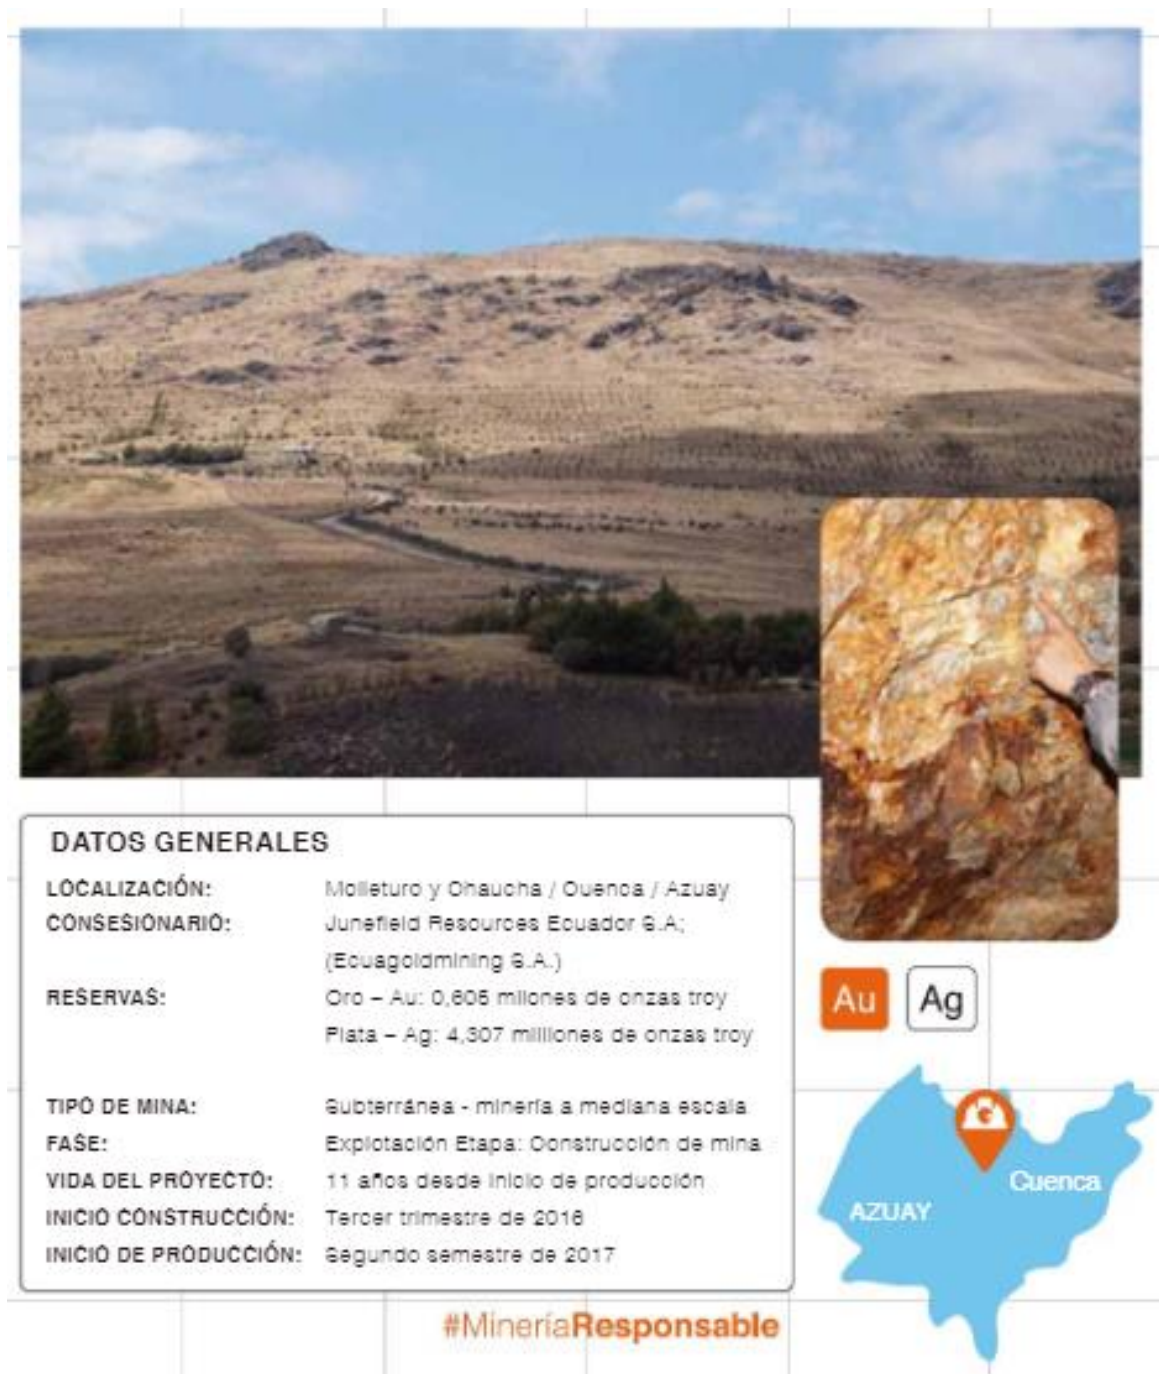 DATOS GENERALES
LOCALIZACIÓN: Molleturo y Chaucha / Cuenca / Azuay
CONSESIONARIO: Junefield Resources Ecuador S.A;
(Ecuagoldmining S.A.)
RESERVAS: Oro – Au: 0,605 milones de onzas troy
Plata – Ag: 4,307 milliones de onzas troy
TIPO DE MINA: Subterránea - minería a mediana escala
FASE: Explotación Etapa: Construcción de mina
VIDA DEL PROYECTO: 11 años desde inicio de producción
INICIO CONSTRUCCIÓN: Tercer trimestre de 2016
INICIO DE PRODUCCIÓN: Segundo semestre de 2017
Au Ag
Cuenca
AZUAY
#MineríaResponsable